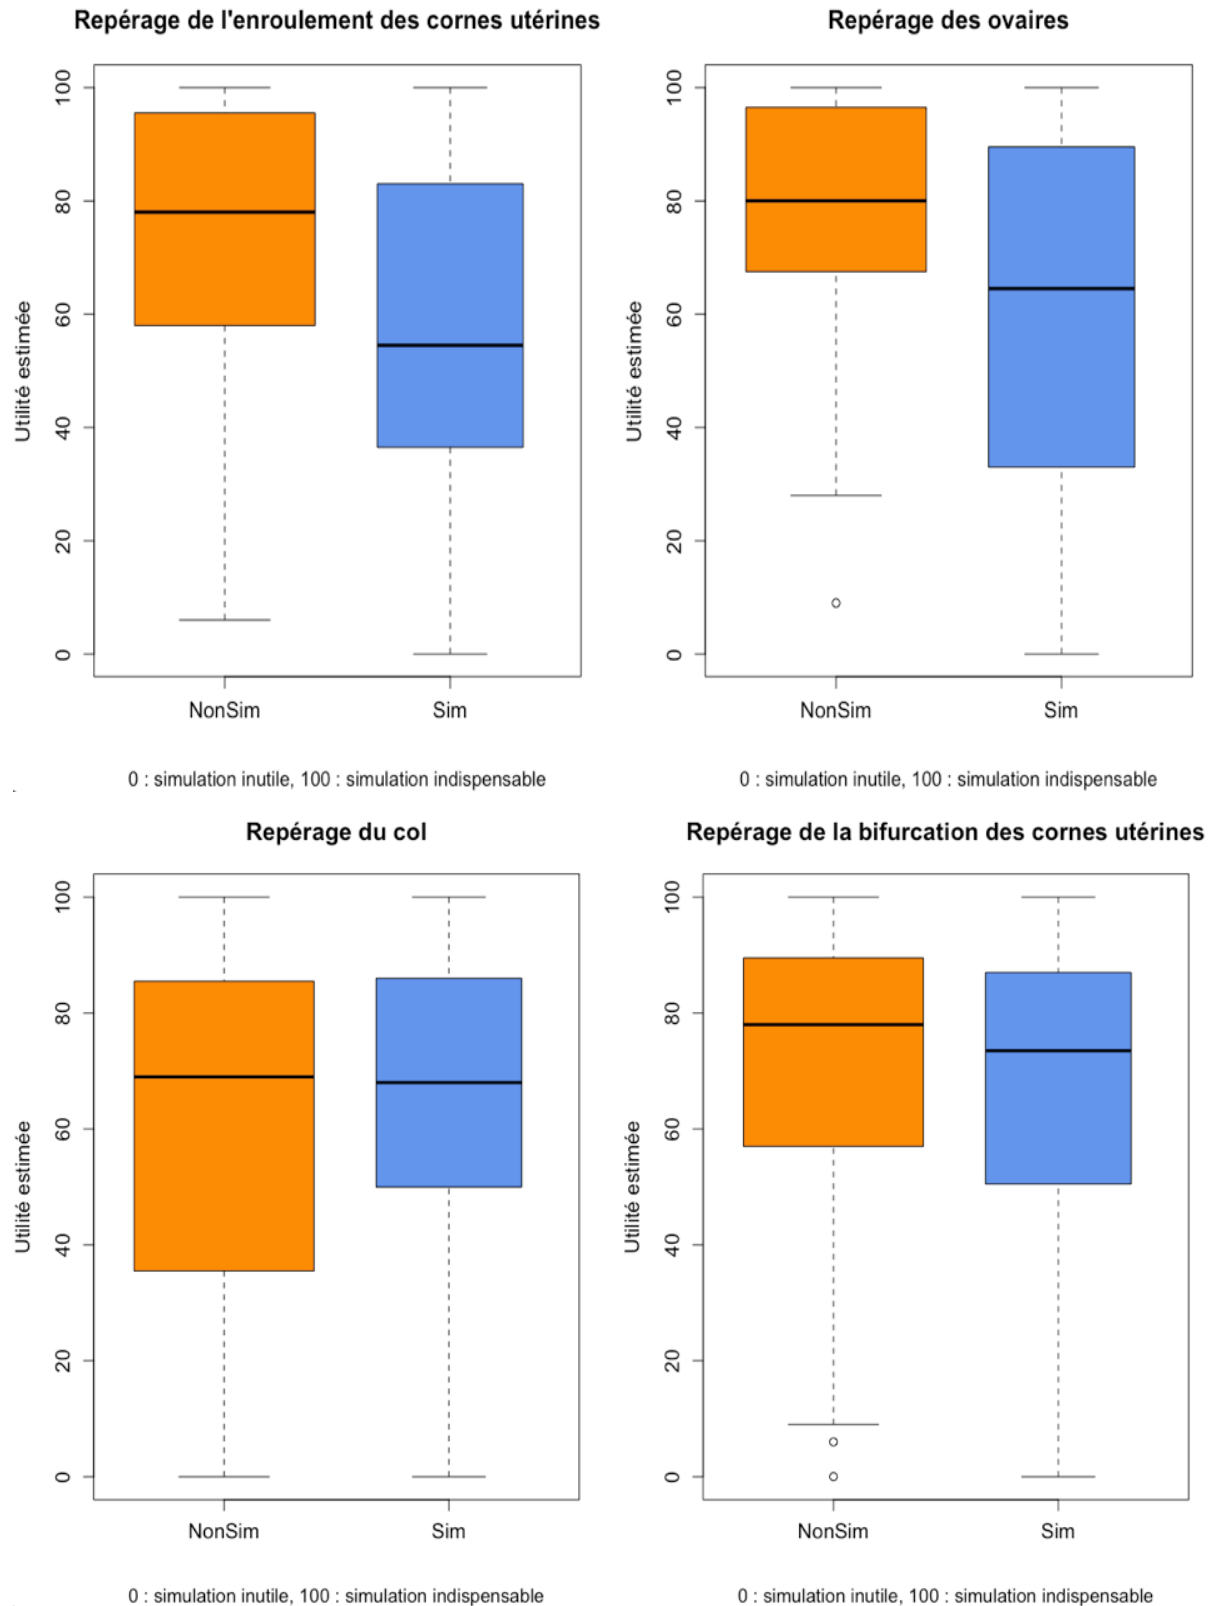 Repérage de l'enroulement des cornes utérines
Utilité estimée
100
80
60
40
20
0
NonSim Sim
0 : simulation inutile, 100 : simulation indispensable
Repérage des ovaires
Utilité estimée
100
80
60
40
20
0
NonSim Sim
0 : simulation inutile, 100 : simulation indispensable
Repérage du col
Utilité estimée
100
80
60
40
20
0
NonSim Sim
0 : simulation inutile, 100 : simulation indispensable
Repérage de la bifurcation des cornes utérines
Utilité estimée
100
80
60
40
20
0
NonSim Sim
0 : simulation inutile, 100 : simulation indispensable